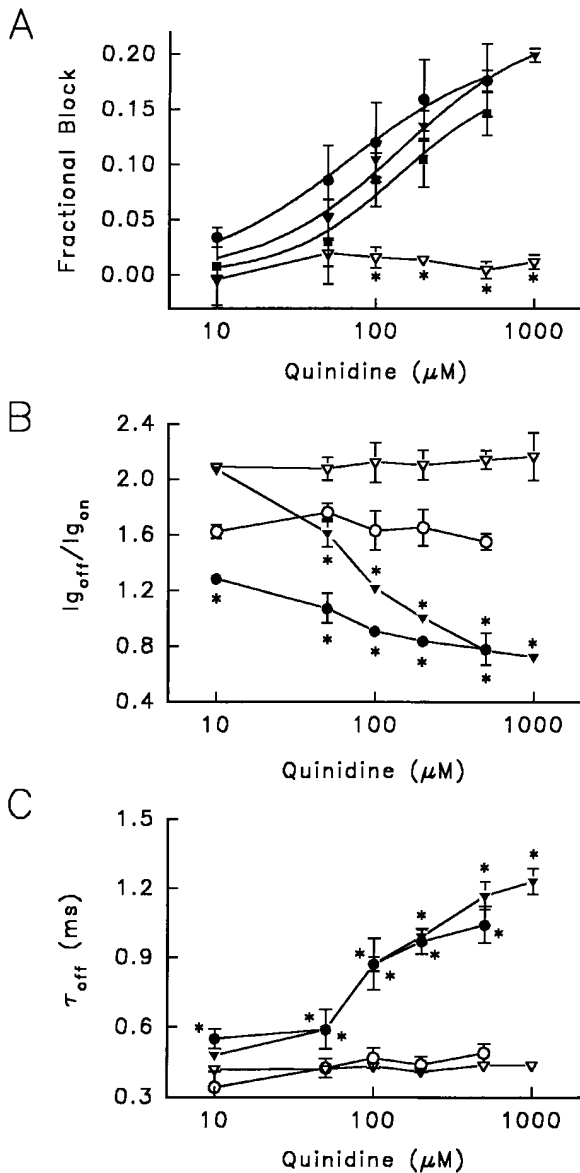 A
Fractional Block
0.20
0.15
0.10
0.05
0.00
* * * *
10 100 1000
Quinidine (μM)
B
Ig_off/Ig_on
2.4
2.0
1.6
1.2
0.8
0.4
* * * * *
* * * * *
10 100 1000
Quinidine (μM)
C
τ_off (ms)
1.5
1.2
0.9
0.6
0.3
* * * * * *
* * * *
10 100 1000
Quinidine (μM)